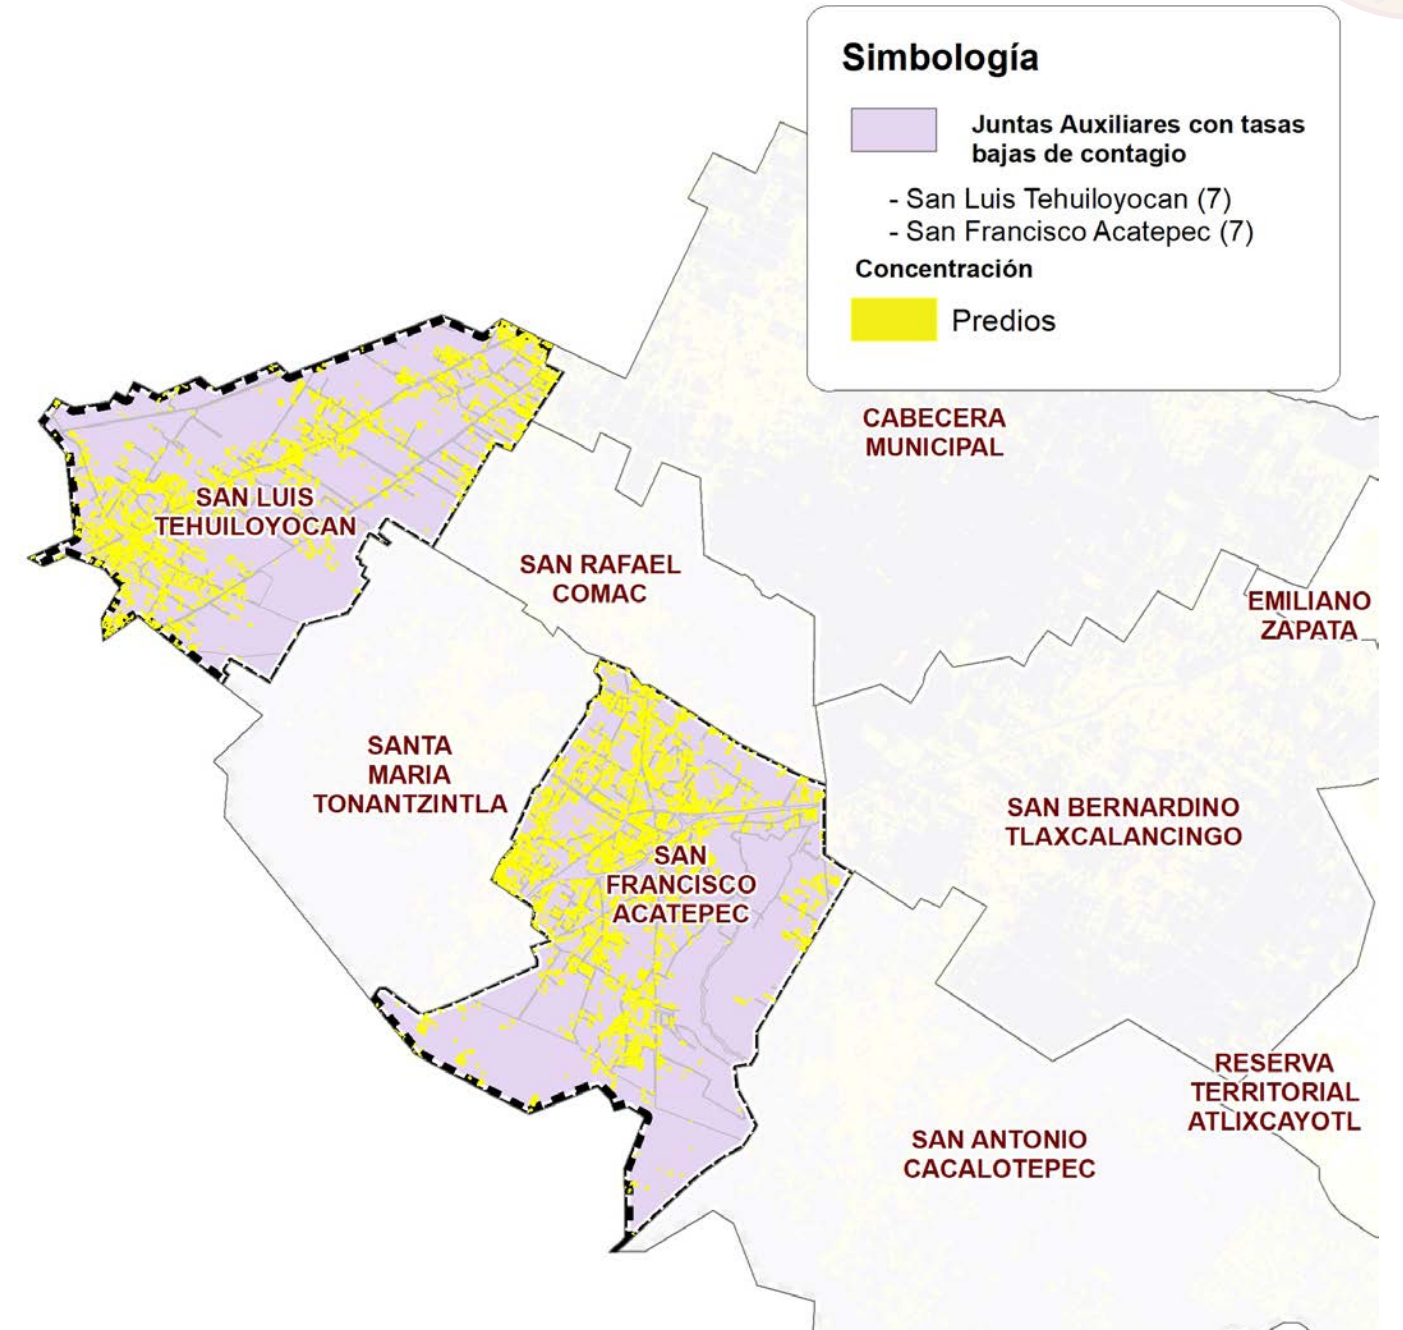 Simbología
Juntas Auxiliares con tasas
bajas de contagio
- San Luis Tehuiloyocan (7)
- San Francisco Acatepec (7)
Concentración
Predios
CABECERA
MUNICIPAL
SAN LUIS
TEHUILOYOCAN
SAN RAFAEL
COMAC
EMILIANO
ZAPATA
SANTA
MARIA
TONANTZINTLA
SAN BERNARDINO
TLAXCALANCINGO
SAN
FRANCISCO
ACATEPEC
RESERVA
TERRITORIAL
ATLIXCAYOTL
SAN ANTONIO
CACALOTEPEC